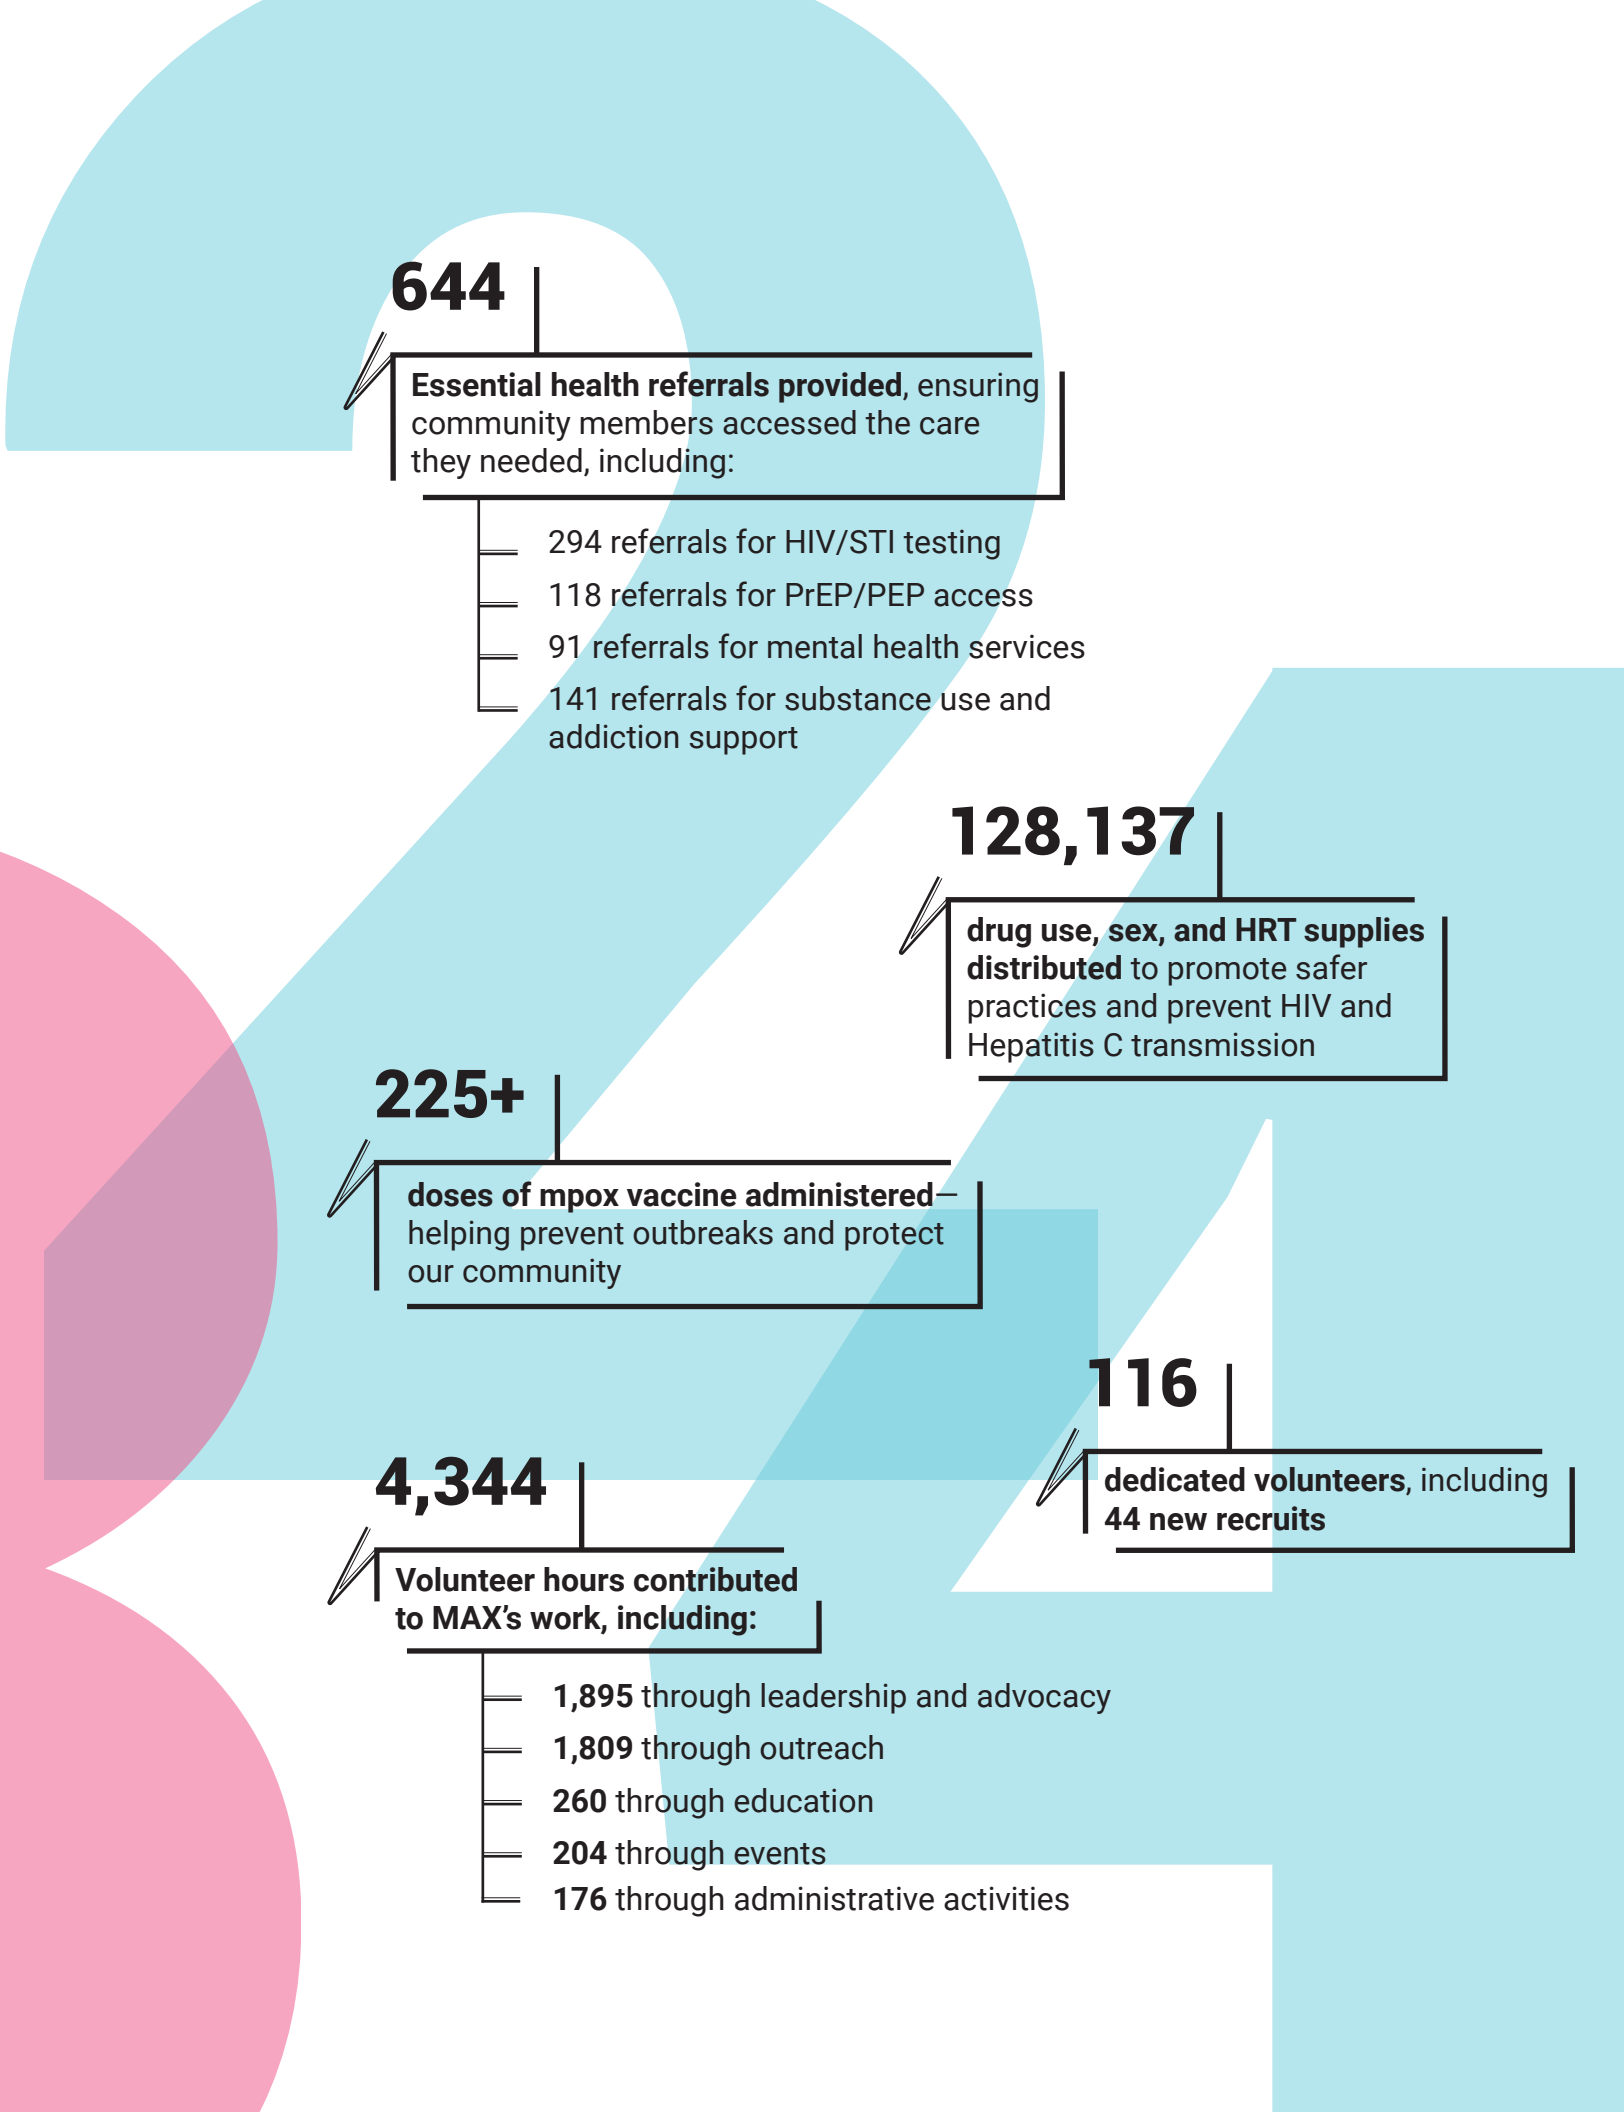 644
Essential health referrals provided, ensuring
community members accessed the care
they needed, including:
294 referrals for HIV/STI testing
118 referrals for PrEP/PEP access
91 referrals for mental health services
141 referrals for substance use and
addiction support
128,137
drug use, sex, and HRT supplies
distributed to promote safer
practices and prevent HIV and
Hepatitis C transmission
225+
doses of mpox vaccine administered—
helping prevent outbreaks and protect
our community
116
dedicated volunteers, including
44 new recruits
4,344
Volunteer hours contributed
to MAX’s work, including:
1,895 through leadership and advocacy
1,809 through outreach
260 through education
204 through events
176 through administrative activities